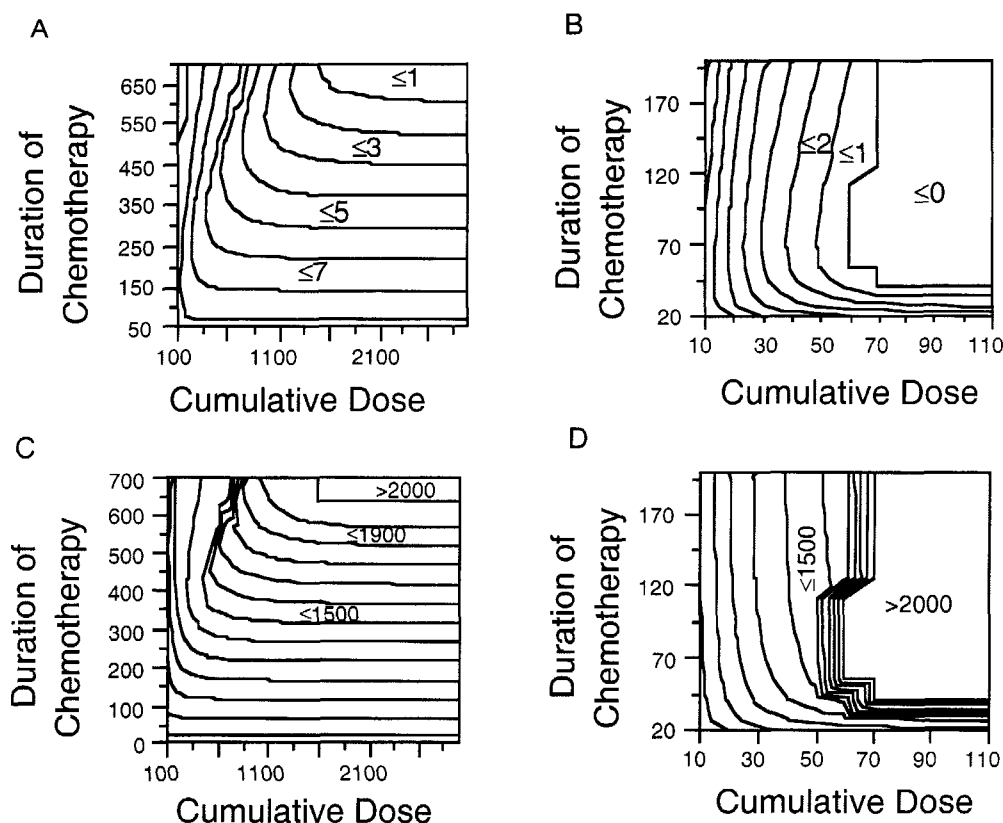 A
Duration of
Chemotherapy
650
550
450
350
250
150
50
≤1
≤3
≤5
≤7
100 1100 2100
Cumulative Dose
B
Duration of
Chemotherapy
170
120
70
20
≤2
≤1
≤0
10 30 50 70 90 110
Cumulative Dose
C
Duration of
Chemotherapy
700
600
500
400
300
200
100
0
>2000
≤1900
≤1500
100 1100 2100
Cumulative Dose
D
Duration of
Chemotherapy
170
120
70
20
≤1500
>2000
10 30 50 70 90 110
Cumulative Dose